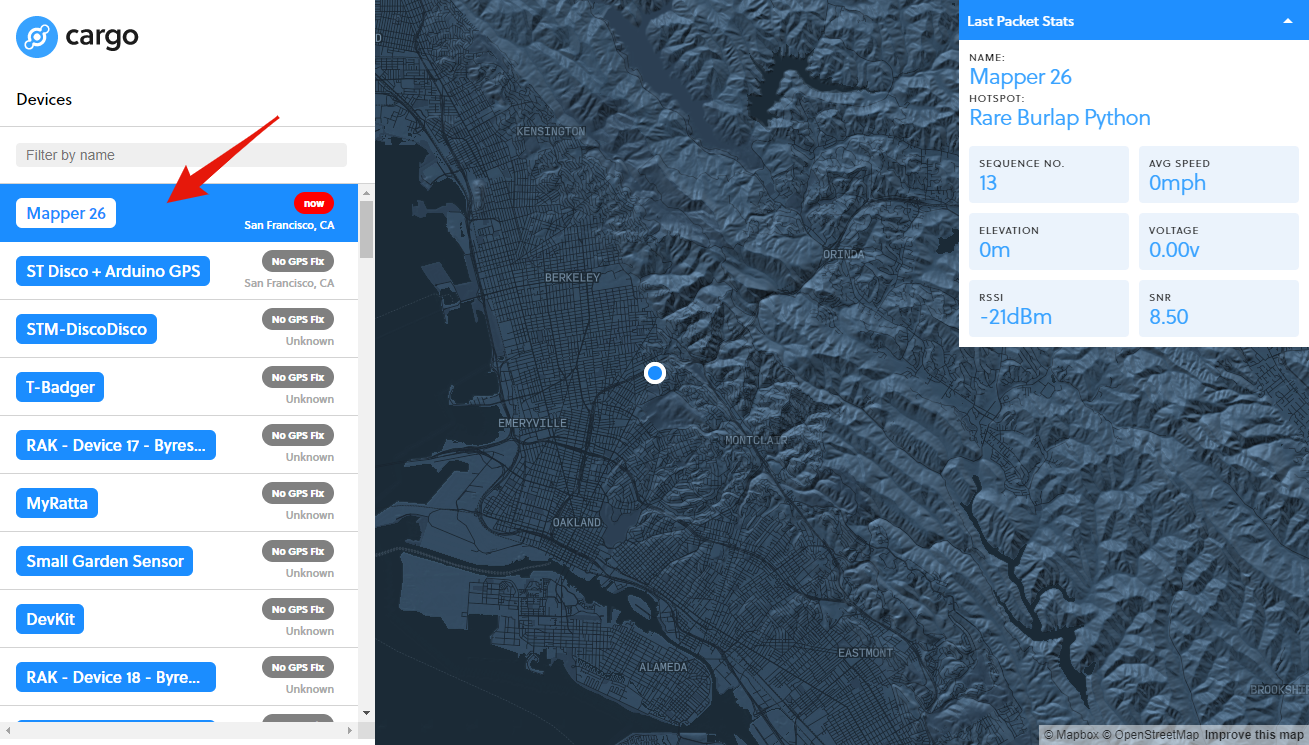 cargo
Devices
Filter by name
Mapper 26
now
San Francisco, CA
ST Disco + Arduino GPS
No GPS Fix
San Francisco, CA
STM-DiscoDisco
No GPS Fix
Unknown
T-Badger
No GPS Fix
Unknown
RAK - Device 17 - Byres...
No GPS Fix
Unknown
MyRatta
No GPS Fix
Unknown
Small Garden Sensor
No GPS Fix
Unknown
DevKit
No GPS Fix
Unknown
RAK - Device 18 - Byre...
No GPS Fix
Unknown
KENSINGTON
ORINDA
BERKELEY
EMERYVILLE
MONTCLAIR
OAKLAND
EASTMONT
ALAMEDA
Last Packet Stats
NAME:
Mapper 26
HOTSPOT:
Rare Burlap Python
SEQUENCE NO.
13
AVG SPEED
0mph
ELEVATION
0m
VOLTAGE
0.00v
RSSI
-21dBm
SNR
8.50
© Mapbox © OpenStreetMap Improve this map